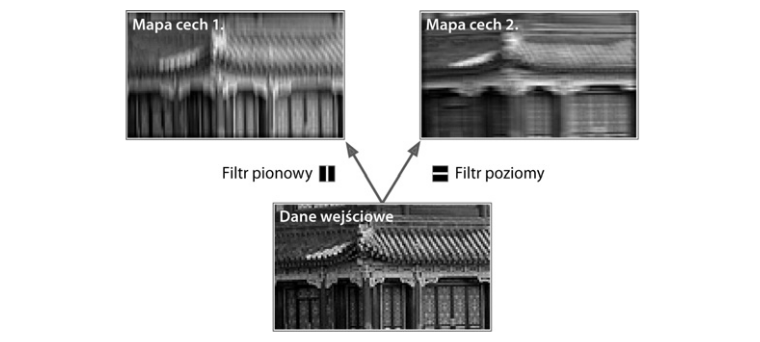 Mapa cech 1.
Mapa cech 2.
Filtr pionowy
Filtr poziomy
Dane wejściowe